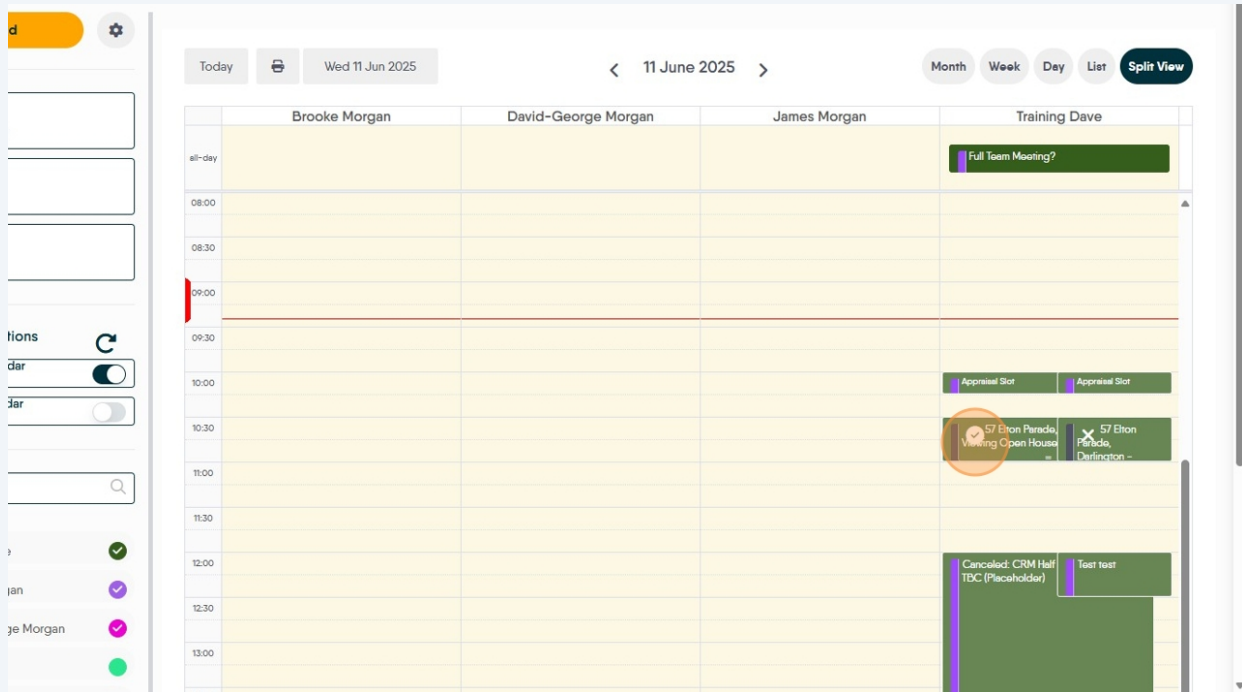 d
Today
Wed 11 Jun 2025
11 June 2025
Month
Week
Day
List
Split View
Brooke Morgan
David-George Morgan
James Morgan
Training Dave
all-day
Full Team Meeting?
08:00
08:30
09:00
09:30
10:00
Appraisal Slot
Appraisal Slot
10:30
57 Elton Parade,
Viewing Open House
–
57 Elton
Parade,
Darlington –
11:00
11:30
12:00
Canceled: CRM Half
TBC (Placeholder)
Test test
12:30
13:00
tions
dar
dar
e
gan
ge Morgan